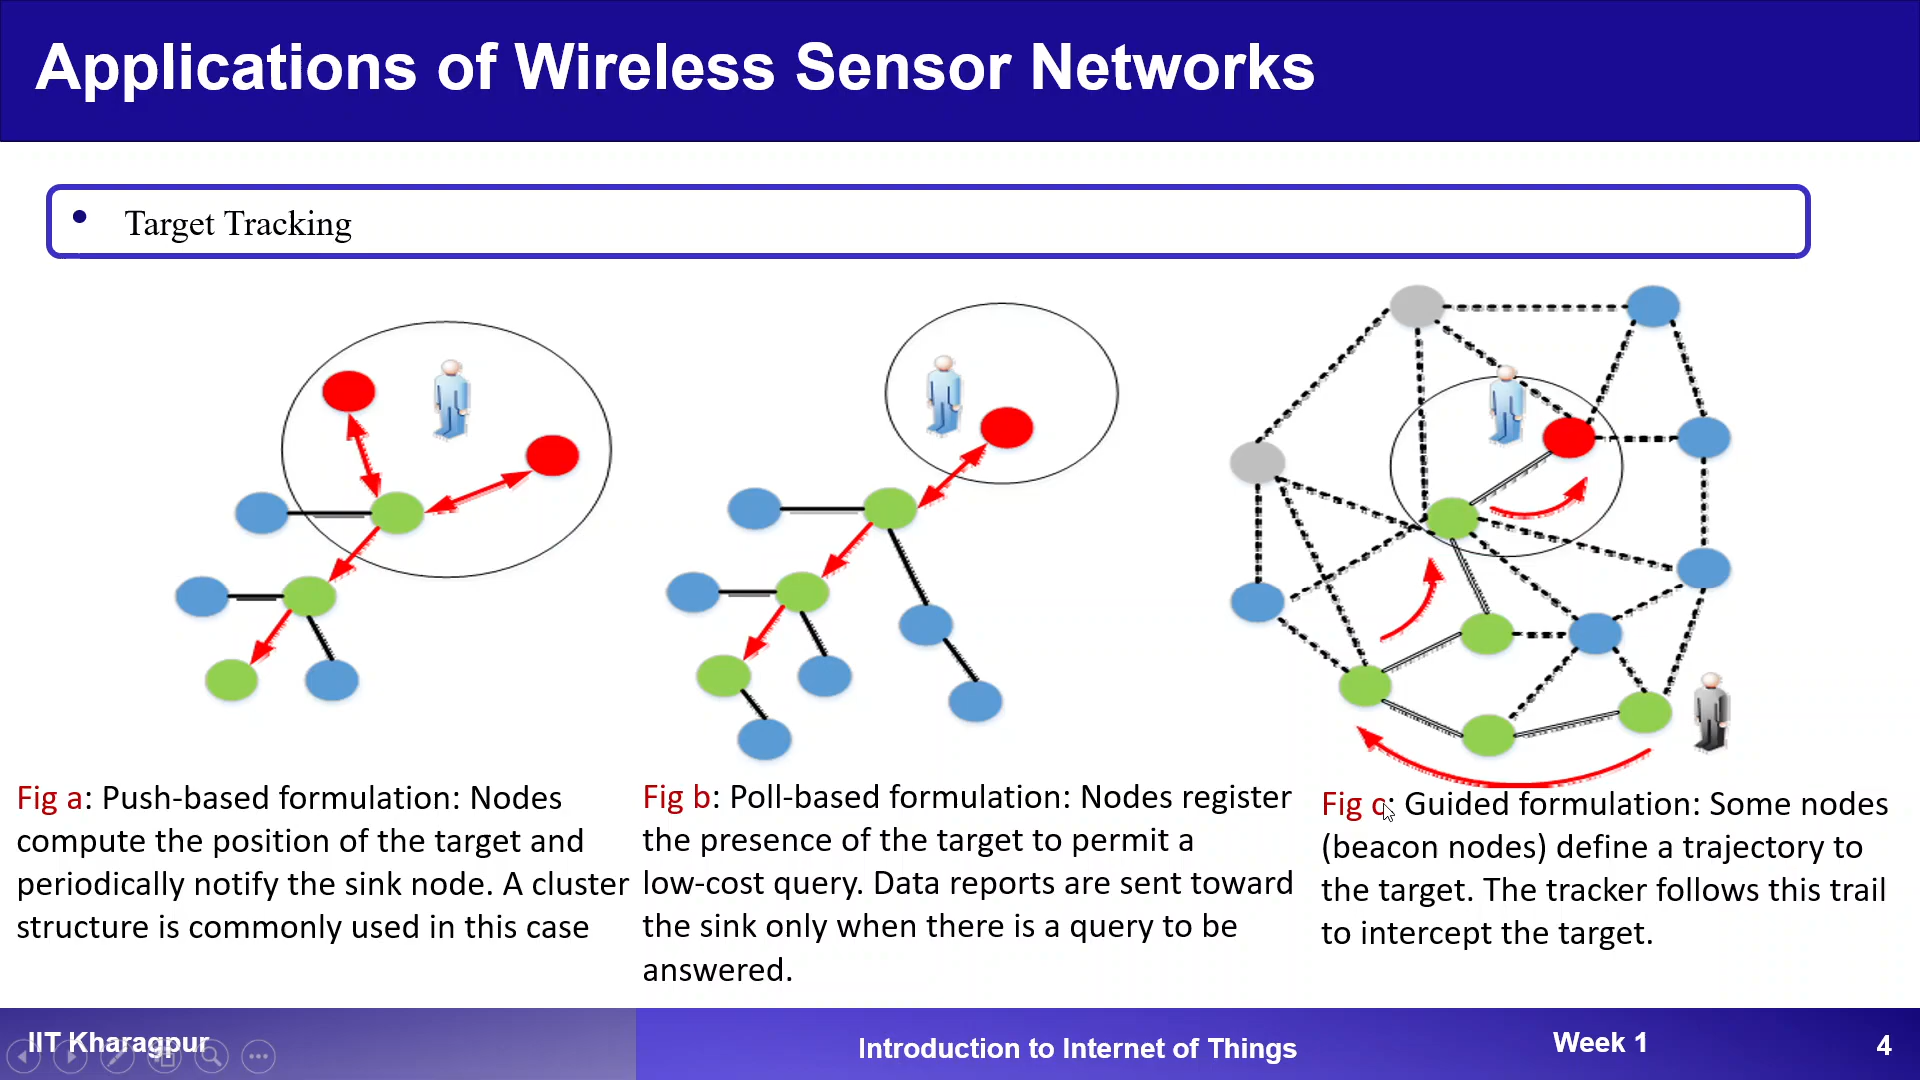 Applications of Wireless Sensor Networks
• Target Tracking
Fig a: Push-based formulation: Nodes
compute the position of the target and
periodically notify the sink node. A cluster
structure is commonly used in this case
Fig b: Poll-based formulation: Nodes register
the presence of the target to permit a
low-cost query. Data reports are sent toward
the sink only when there is a query to be
answered.
Fig c: Guided formulation: Some nodes
(beacon nodes) define a trajectory to
the target. The tracker follows this trail
to intercept the target.
IIT Kharagpur
Introduction to Internet of Things
Week 1
4